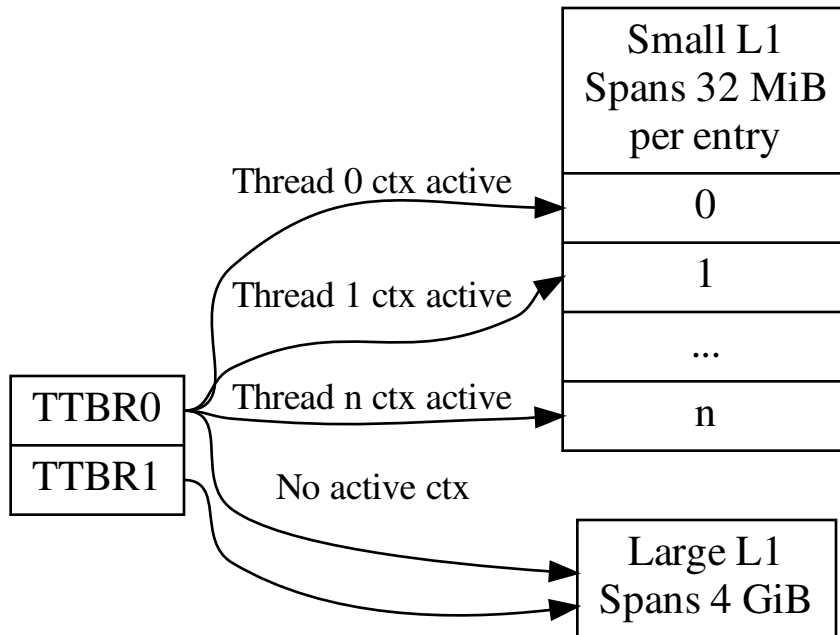 Small L1
Spans 32 MiB
per entry
Thread 0 ctx active
0
Thread 1 ctx active
1
...
TTBR0
Thread n ctx active
n
TTBR1
No active ctx
Large L1
Spans 4 GiB